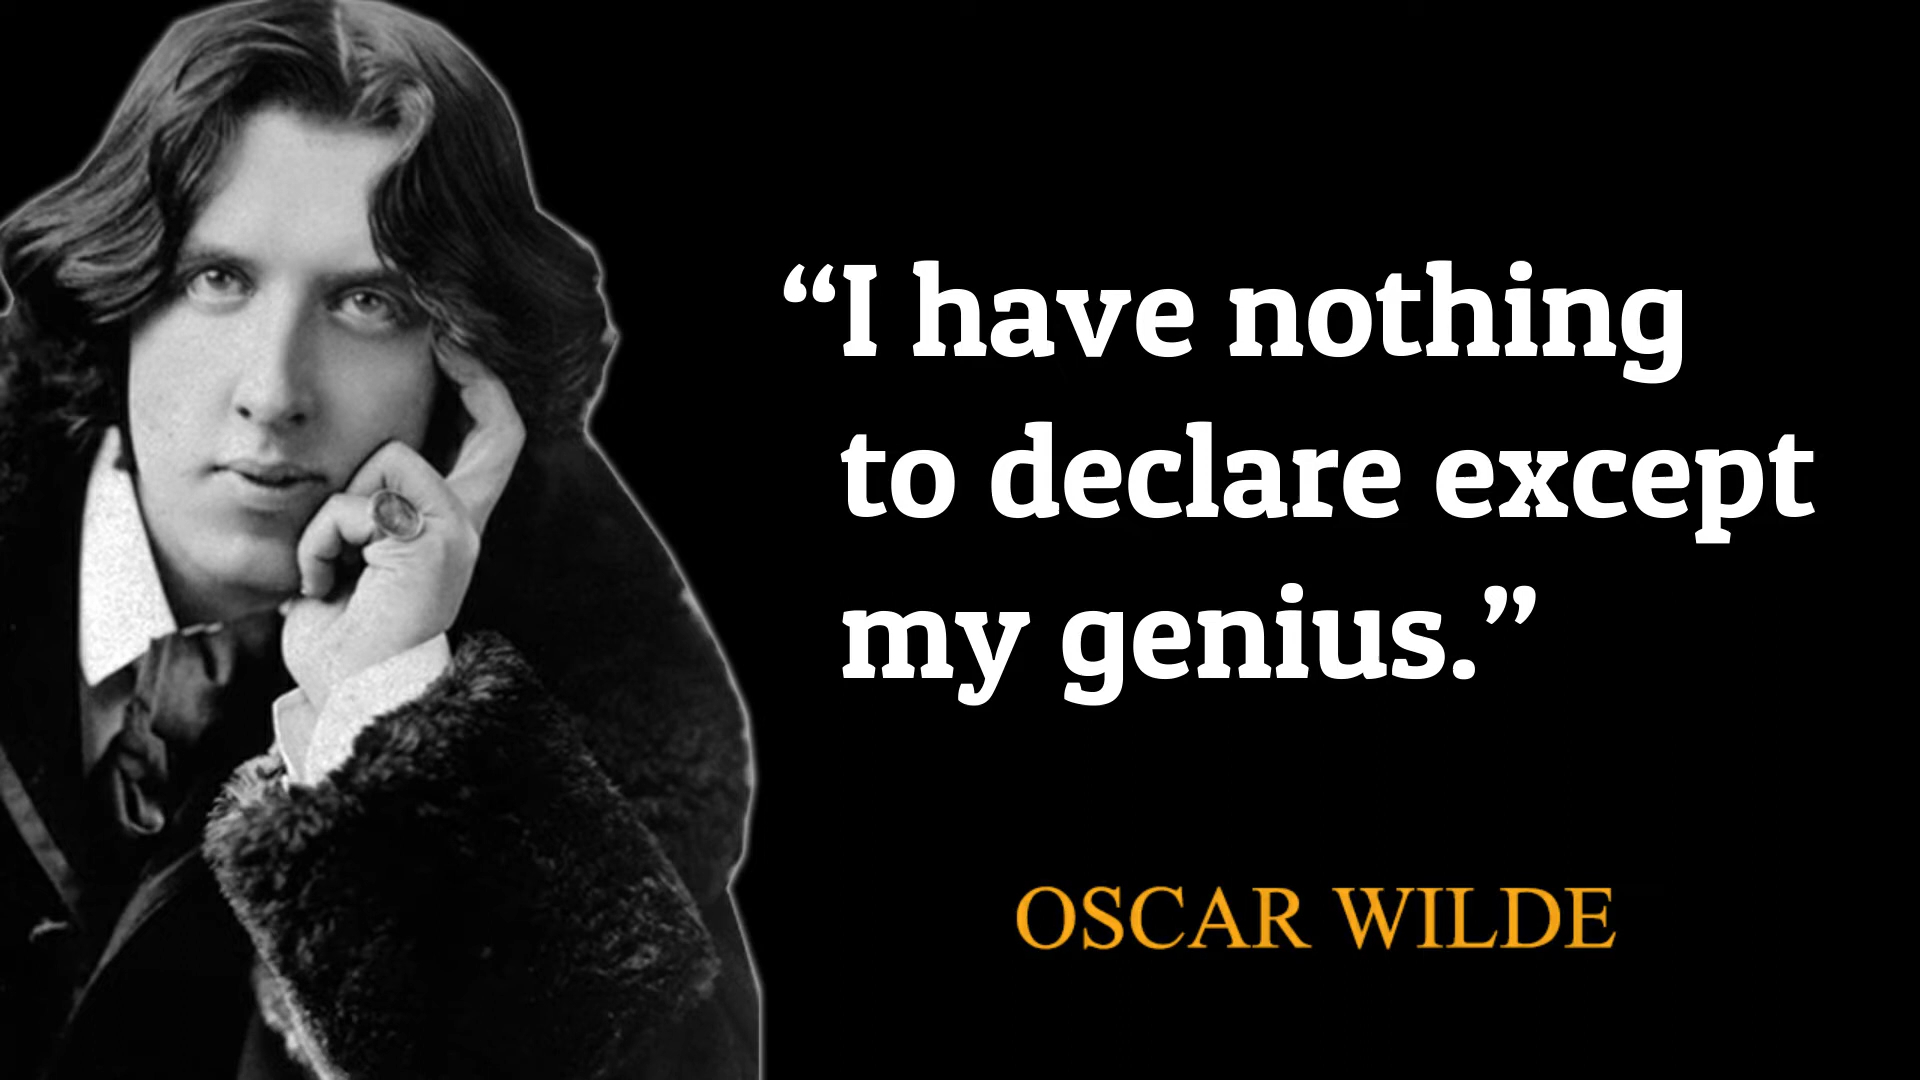 “I have nothing
to declare except
my genius.”
OSCAR WILDE